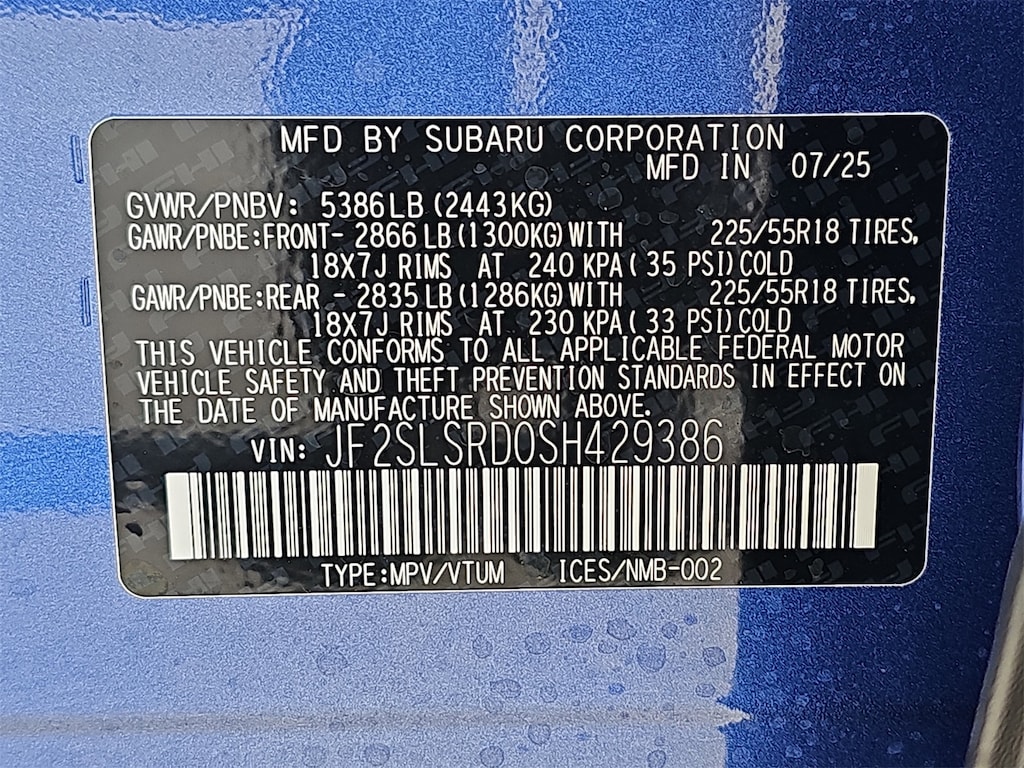 MFD BY SUBARU CORPORATION
MFD IN 07/25
GVWR/PNBV: 5386LB (2443KG)
GAWR/PNBE:FRONT- 2866 LB (1300KG) WITH 225/55R18 TIRES,
18X7J RIMS AT 240 KPA ( 35 PSI) COLD
GAWR/PNBE:REAR - 2835 LB (1286KG) WITH 225/55R18 TIRES,
18X7J RIMS AT 230 KPA ( 33 PSI) COLD
THIS VEHICLE CONFORMS TO ALL APPLICABLE FEDERAL MOTOR
VEHICLE SAFETY AND THEFT PREVENTION STANDARDS IN EFFECT ON
THE DATE OF MANUFACTURE SHOWN ABOVE.
VIN: JF2SLSRD0SH429386
TYPE:MPV/VTUM ICES/NMB-002